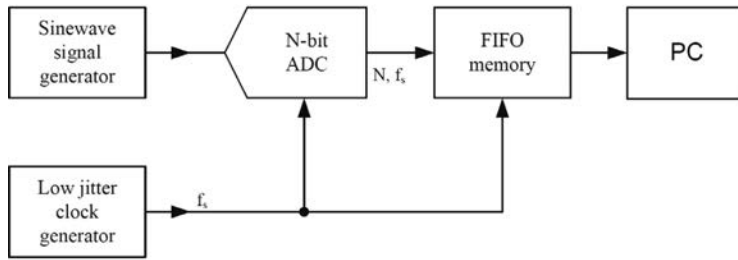 Sinewave
signal
generator
N-bit
ADC
N, fₛ
FIFO
memory
PC
Low jitter
clock
generator
fₛ